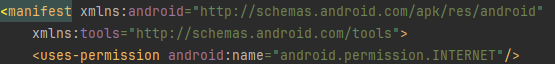 <manifest xmlns:android="http://schemas.android.com/apk/res/android"
xmlns:tools="http://schemas.android.com/tools">
<uses-permission android:name="android.permission.INTERNET"/>